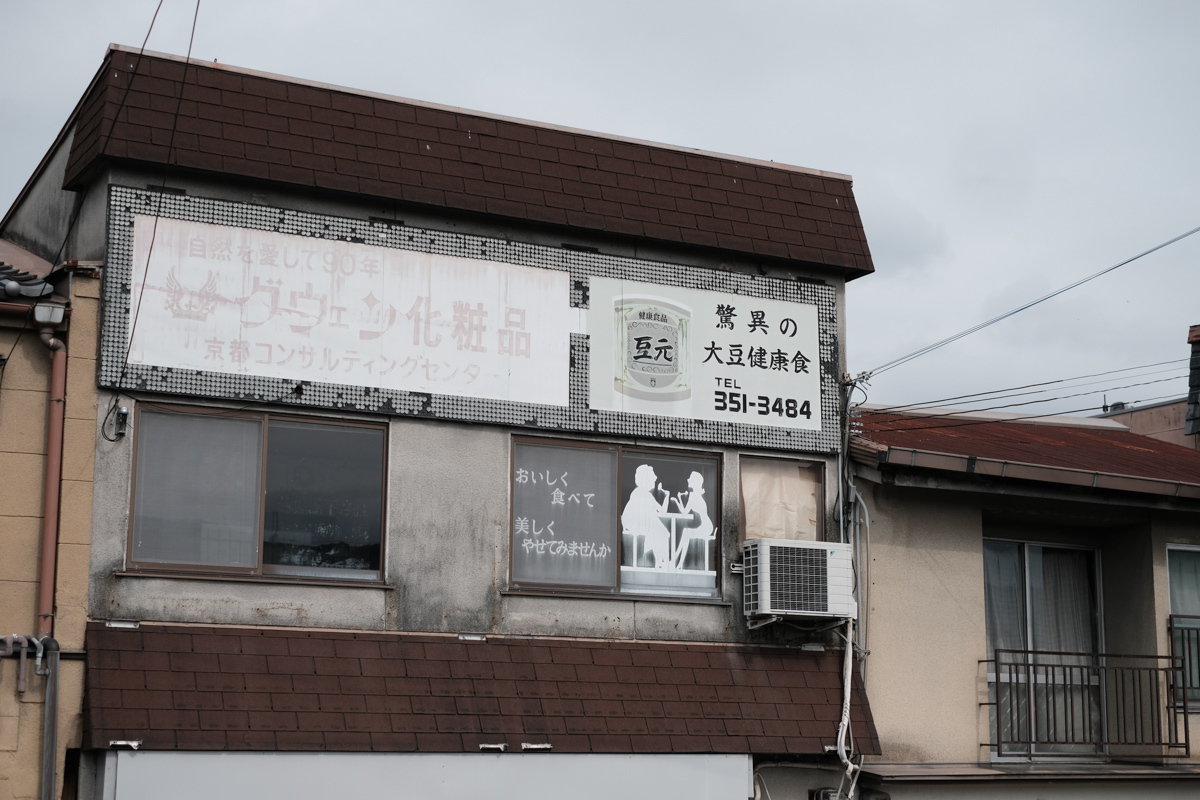 自然を愛して90年
グウェン化粧品
京都コンサルティングセンター
健康食品
豆元
驚異の
大豆健康食
TEL
351-3484
おいしく
食べて
美しく
やせてみませんか